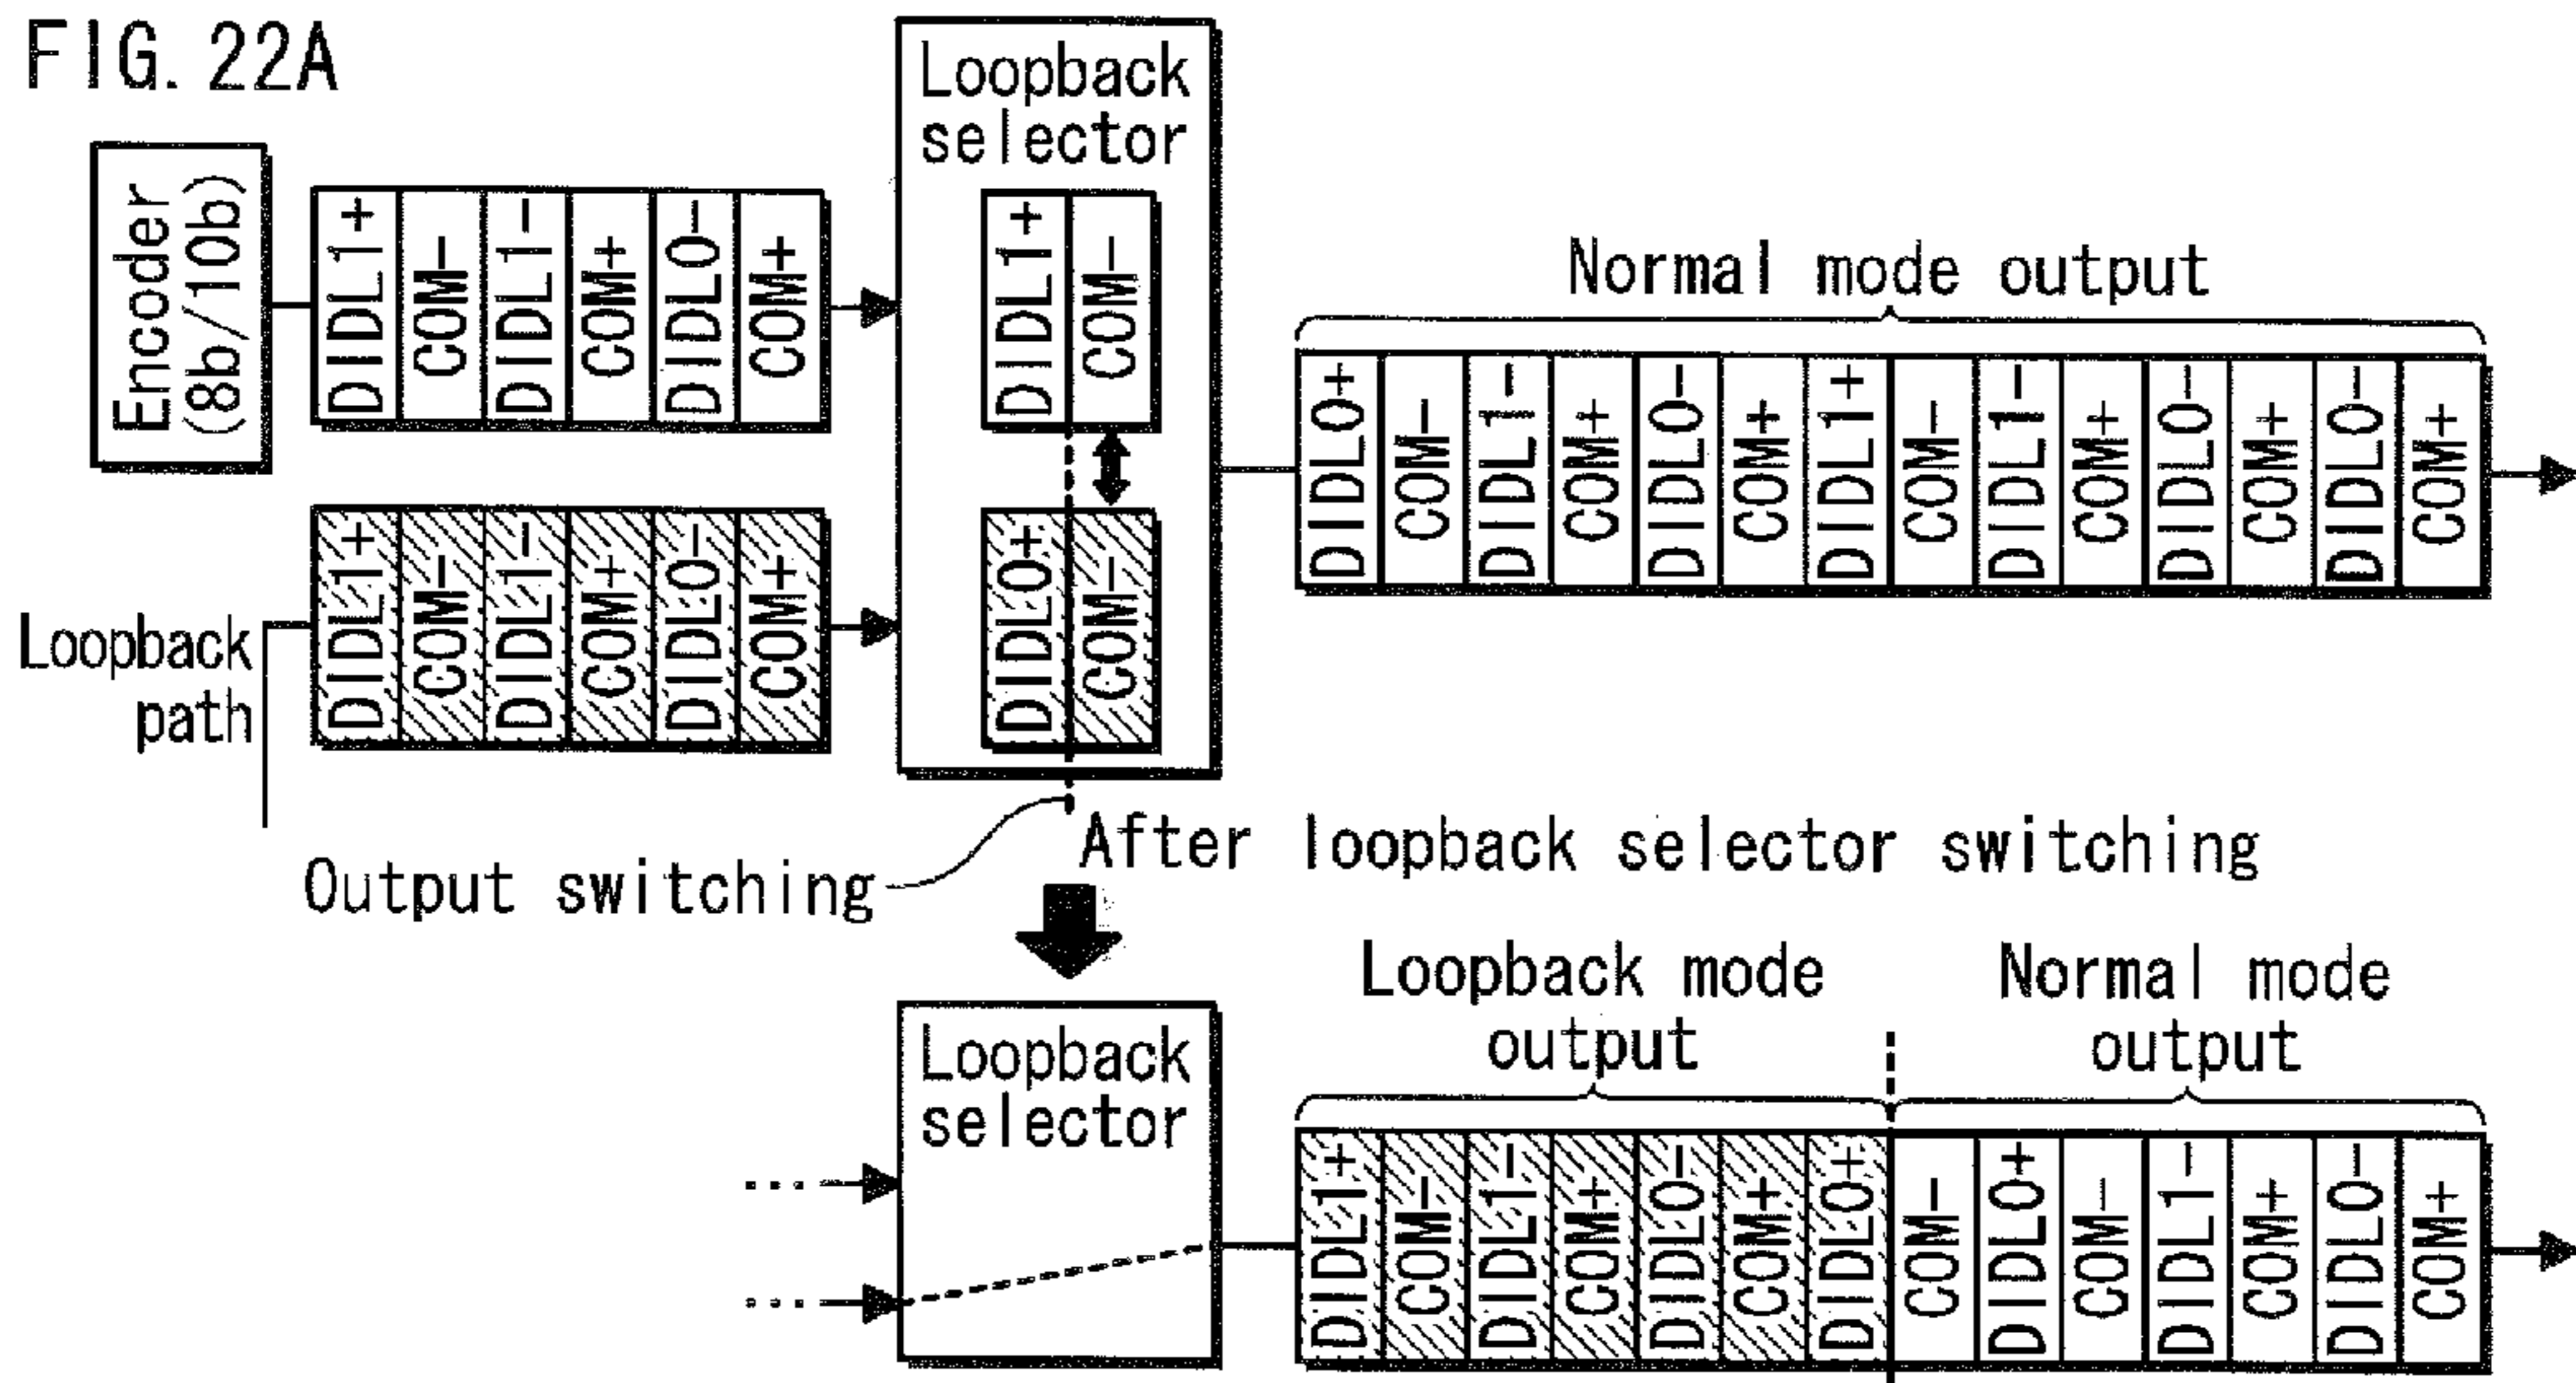 FIG. 22A
Loopback
selector
Encoder
(8b/10b)
DIDL1+
COM-
DIDL1-
COM+
DIDL0-
COM+
DIDL1+
COM-
Normal mode output
DIDL0+
COM-
DIDL1-
COM+
DIDL0-
COM+
DIDL1+
COM-
DIDL1-
COM+
DIDL0-
COM+
DIDL0-
COM+
Loopback
path
DIDL1+
COM-
DIDL1-
COM+
DIDL0-
COM+
DIDL0+
COM-
Output switching
After loopback selector switching
Loopback
selector
Loopback mode
output
Normal mode
output
DIDL1+
COM-
DIDL1-
COM+
DIDL0-
COM+
DIDL0+
COM-
DIDL0+
COM-
DIDL1-
COM+
DIDL0-
COM+